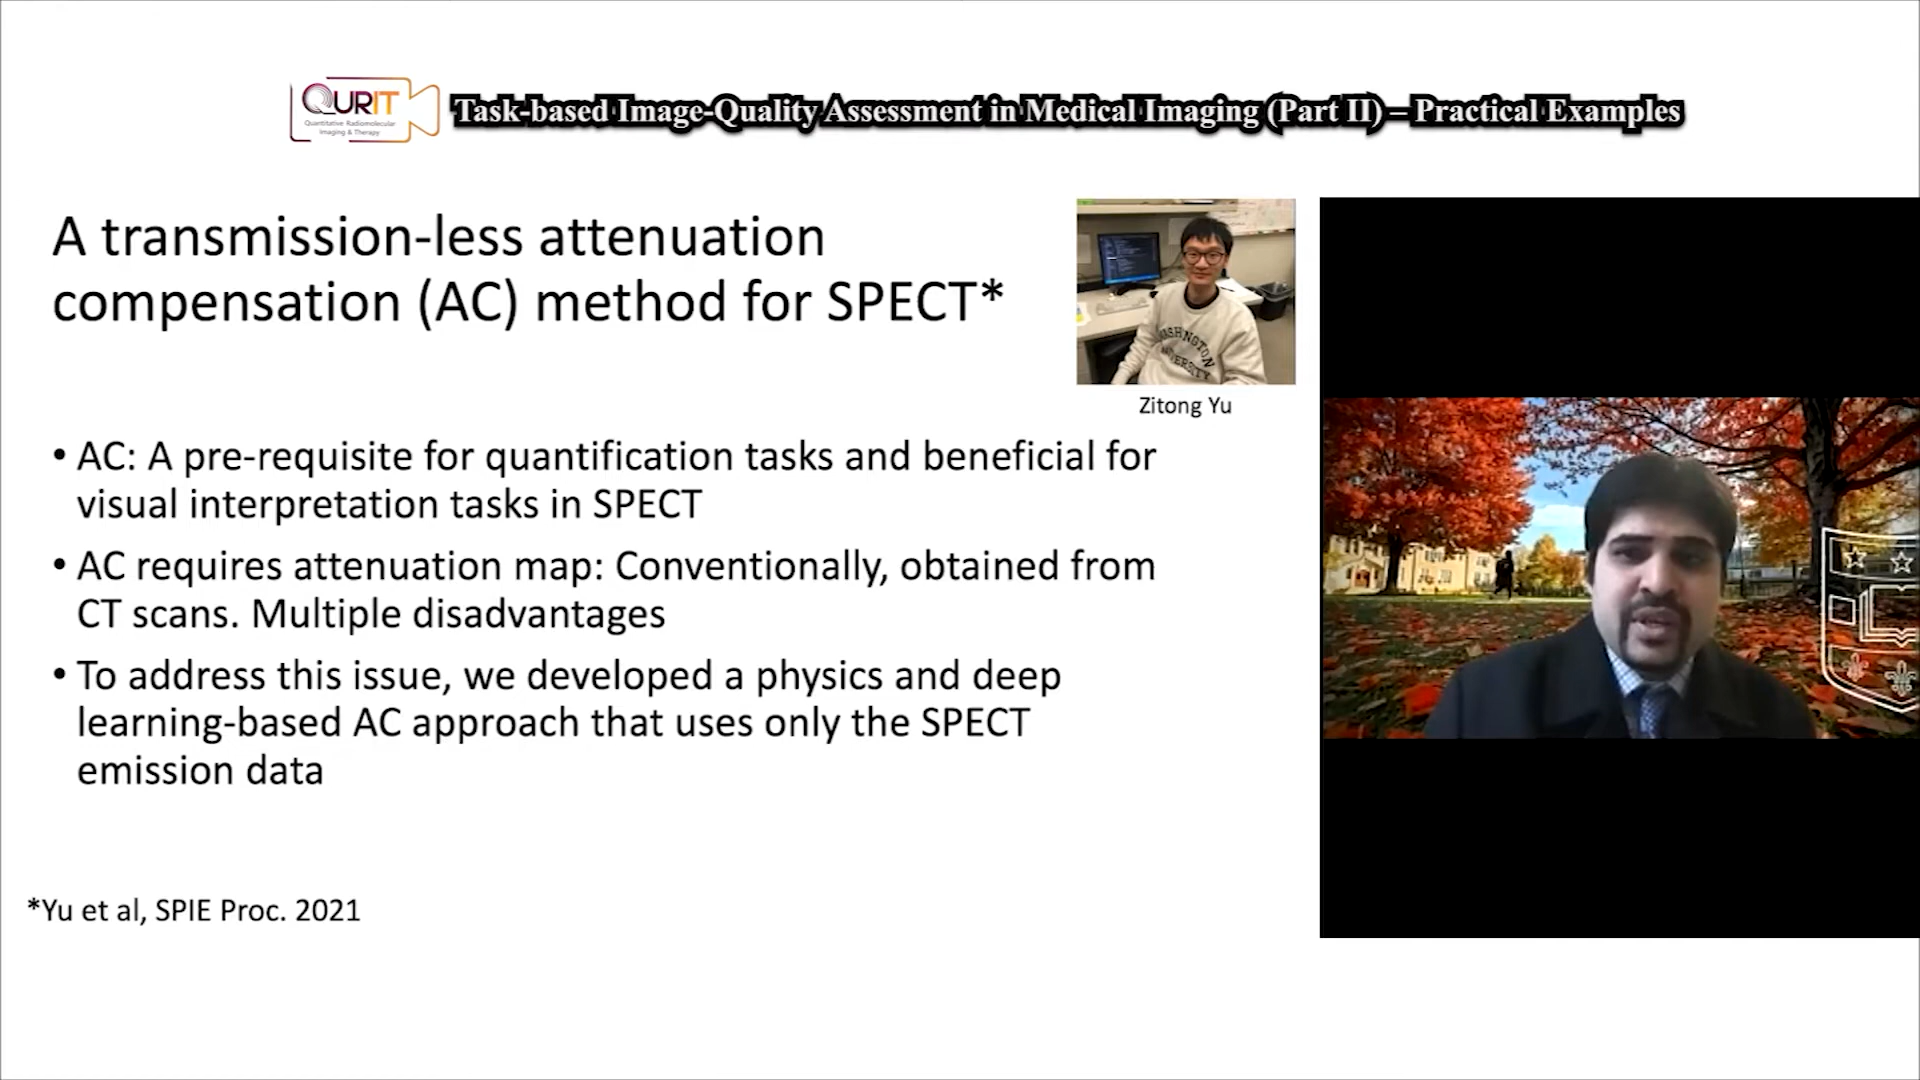 QURIT
Quantitative Radiomolecular
Imaging & Therapy
Task-based Image-Quality Assessment in Medical Imaging (Part II) – Practical Examples
A transmission-less attenuation
compensation (AC) method for SPECT*
WASHINGTON
UNIVERSITY
Zitong Yu
• AC: A pre-requisite for quantification tasks and beneficial for
visual interpretation tasks in SPECT
• AC requires attenuation map: Conventionally, obtained from
CT scans. Multiple disadvantages
• To address this issue, we developed a physics and deep
learning-based AC approach that uses only the SPECT
emission data
*Yu et al, SPIE Proc. 2021